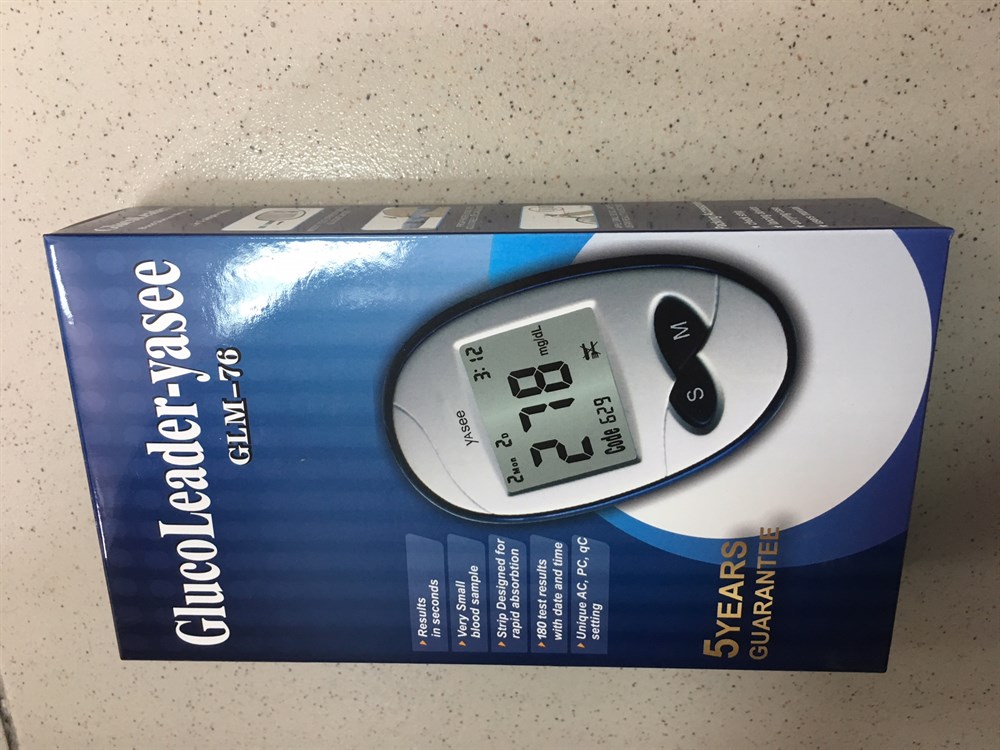 GlucoLeader-yasee
GLM-76
YAsee
2Mon 20 3:12
278 mg/dL
Code 629
S M
Results
in seconds
Very Small
blood sample
Strip Designed for
rapid absorbtion
180 test results
with date and time
Unique AC, PC, qC
setting
5YEARS
GUARANTEE